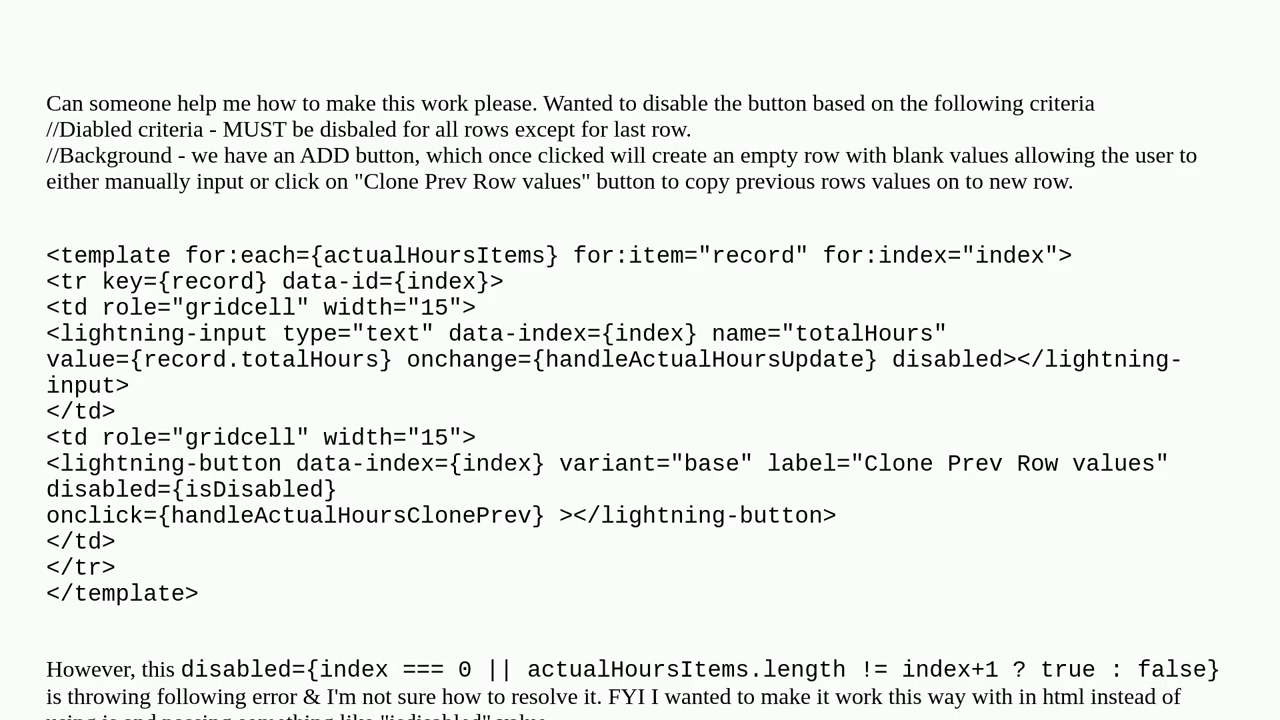 Can someone help me how to make this work please. Wanted to disable the button based on the following criteria
//Diabled criteria - MUST be disbaled for all rows except for last row.
//Background - we have an ADD button, which once clicked will create an empty row with blank values allowing the user to
either manually input or click on "Clone Prev Row values" button to copy previous rows values on to new row.
<template for:each={actualHoursItems} for:item="record" for:index="index">
<tr key={record} data-id={index}>
<td role="gridcell" width="15">
<lightning-input type="text" data-index={index} name="totalHours"
value={record.totalHours} onchange={handleActualHoursUpdate} disabled></lightning-
input>
</td>
<td role="gridcell" width="15">
<lightning-button data-index={index} variant="base" label="Clone Prev Row values"
disabled={isDisabled}
onclick={handleActualHoursClonePrev} ></lightning-button>
</td>
</tr>
</template>
However, this disabled={index === 0 || actualHoursItems.length != index+1 ? true : false}
is throwing following error & I'm not sure how to resolve it. FYI I wanted to make it work this way with in html instead of
using js and passing something like "isdisabled" value